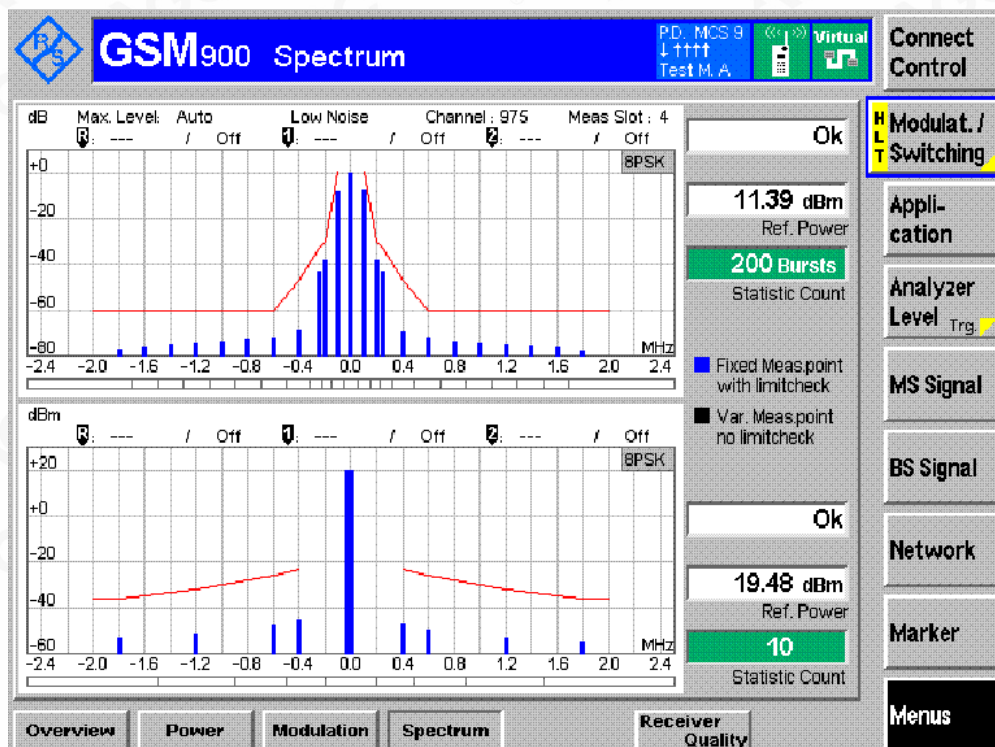 R/S
GSM900 Spectrum
P.D. MCS 9
↓ ↑↑↑↑
Test M. A
Virtual
Connect Control
dB Max. Level: Auto Low Noise Channel : 975 Meas Slot : 4
R : --- / Off 1 : --- / Off 2 : --- / Off
8PSK
+0
-20
-40
-60
-80
MHz
-2.4 -2.0 -1.6 -1.2 -0.8 -0.4 0.0 0.4 0.8 1.2 1.6 2.0 2.4
Ok
11.39 dBm
Ref. Power
200 Bursts
Statistic Count
Fixed Meas.point
with limitcheck
Var. Meas.point
no limitcheck
dBm
R : --- / Off 1 : --- / Off 2 : --- / Off
8PSK
+20
+0
-20
-40
-60
MHz
-2.4 -2.0 -1.6 -1.2 -0.8 -0.4 0.0 0.4 0.8 1.2 1.6 2.0 2.4
Ok
19.48 dBm
Ref. Power
10
Statistic Count
HLT
Modulat. /
Switching
Appli-
cation
Analyzer
Level Trg.
MS Signal
BS Signal
Network
Marker
Menus
Overview Power Modulation Spectrum Receiver
Quality